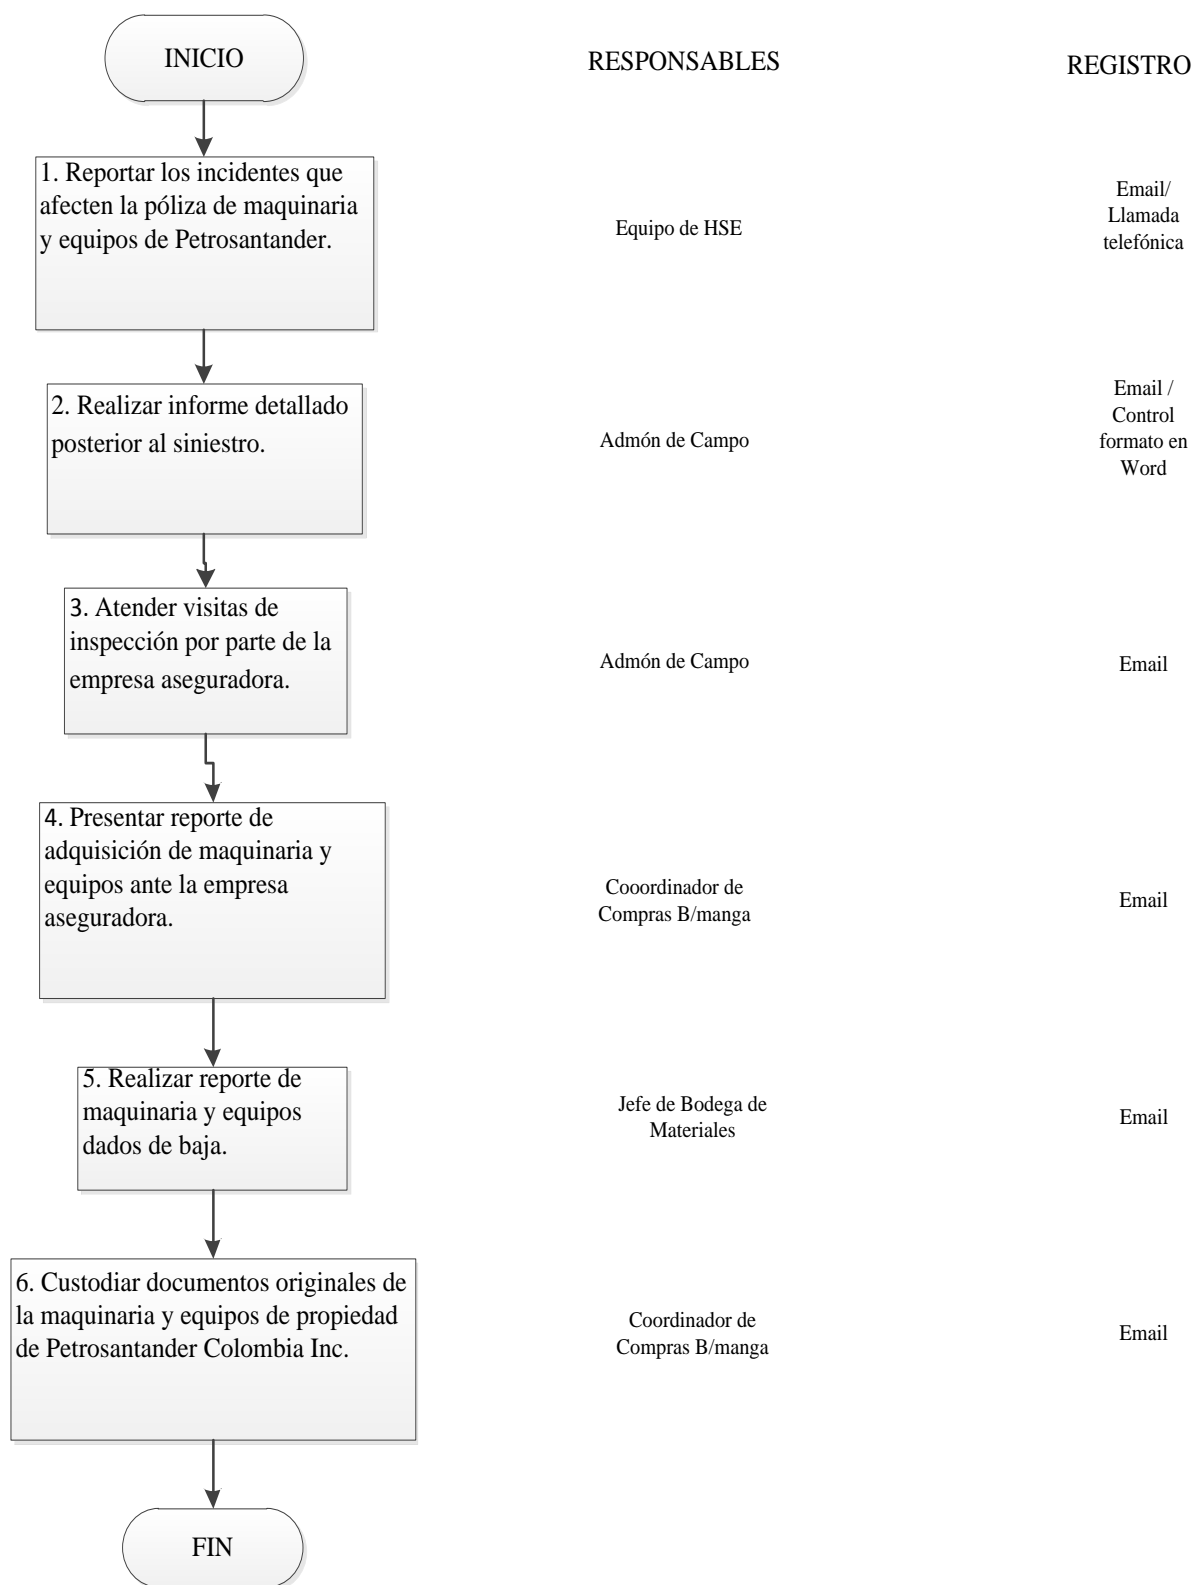 INICIO
RESPONSABLES
REGISTRO
1. Reportar los incidentes que
afecten la póliza de maquinaria
y equipos de Petrosantander.
Equipo de HSE
Email/
Llamada
telefónica
2. Realizar informe detallado
posterior al siniestro.
Admón de Campo
Email /
Control
formato en
Word
3. Atender visitas de
inspección por parte de la
empresa aseguradora.
Admón de Campo
Email
4. Presentar reporte de
adquisición de maquinaria y
equipos ante la empresa
aseguradora.
Cooordinador de
Compras B/manga
Email
5. Realizar reporte de
maquinaria y equipos
dados de baja.
Jefe de Bodega de
Materiales
Email
6. Custodiar documentos originales de
la maquinaria y equipos de propiedad
de Petrosantander Colombia Inc.
Coordinador de
Compras B/manga
Email
FIN